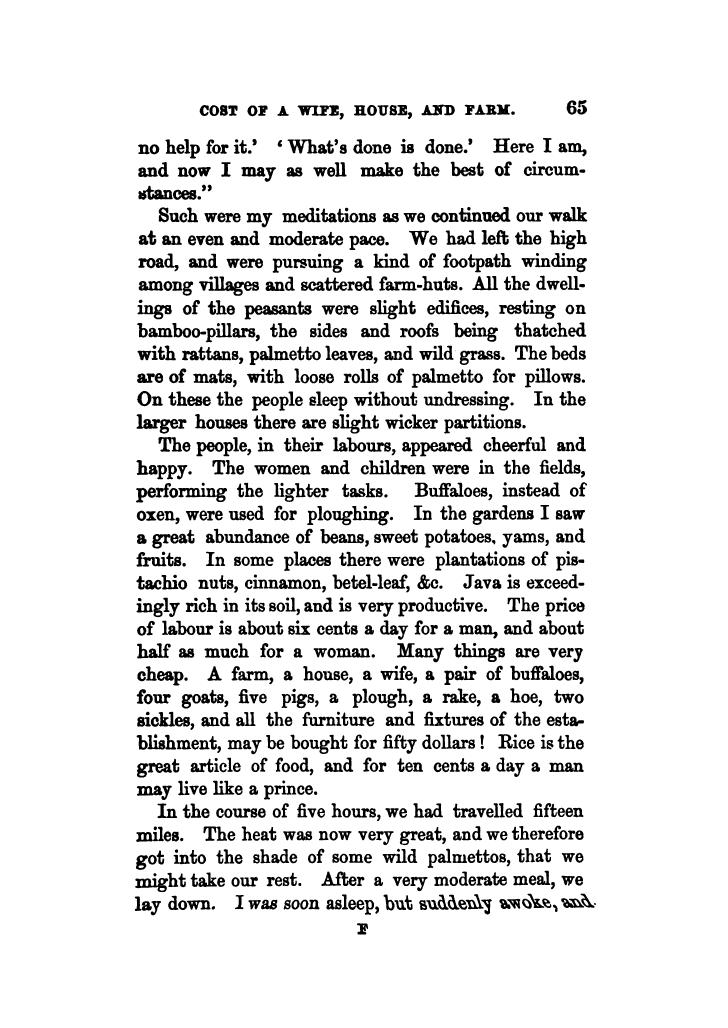 COST OF A WIFE, HOUSE, AND FARM. 65
no help for it.' 'What's done is done.' Here I am,
and now I may as well make the best of circum-
stances."
Such were my meditations as we continued our walk
at an even and moderate pace. We had left the high
road, and were pursuing a kind of footpath winding
among villages and scattered farm-huts. All the dwell-
ings of the peasants were slight edifices, resting on
bamboo-pillars, the sides and roofs being thatched
with rattans, palmetto leaves, and wild grass. The beds
are of mats, with loose rolls of palmetto for pillows.
On these the people sleep without undressing. In the
larger houses there are slight wicker partitions.
The people, in their labours, appeared cheerful and
happy. The women and children were in the fields,
performing the lighter tasks. Buffaloes, instead of
oxen, were used for ploughing. In the gardens I saw
a great abundance of beans, sweet potatoes, yams, and
fruits. In some places there were plantations of pis-
tachio nuts, cinnamon, betel-leaf, &c. Java is exceed-
ingly rich in its soil, and is very productive. The price
of labour is about six cents a day for a man, and about
half as much for a woman. Many things are very
cheap. A farm, a house, a wife, a pair of buffaloes,
four goats, five pigs, a plough, a rake, a hoe, two
sickles, and all the furniture and fixtures of the esta-
blishment, may be bought for fifty dollars! Rice is the
great article of food, and for ten cents a day a man
may live like a prince.
In the course of five hours, we had travelled fifteen
miles. The heat was now very great, and we therefore
got into the shade of some wild palmettos, that we
might take our rest. After a very moderate meal, we
lay down. I was soon asleep, but suddenly awoke, and
F